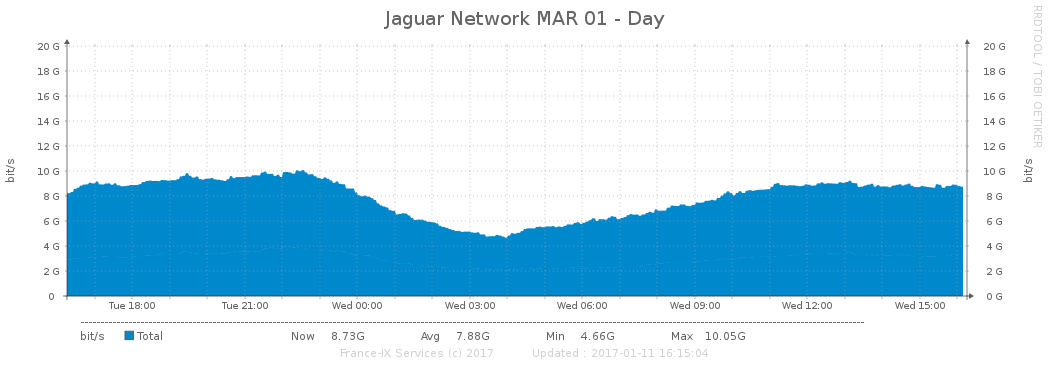 Jaguar Network MAR 01 - Day
RRDTOOL / TOBI OETIKER
bit/s
20 G 20 G
18 G 18 G
16 G 16 G
14 G 14 G
12 G 12 G
10 G 10 G
8 G 8 G
6 G 6 G
4 G 4 G
2 G 2 G
0 0 G
bit/s
Tue 18:00 Tue 21:00 Wed 00:00 Wed 03:00 Wed 06:00 Wed 09:00 Wed 12:00 Wed 15:00
bit/s Total Now 8.73G Avg 7.88G Min 4.66G Max 10.05G
France-IX Services (c) 2017 Updated : 2017-01-11 16:15:04